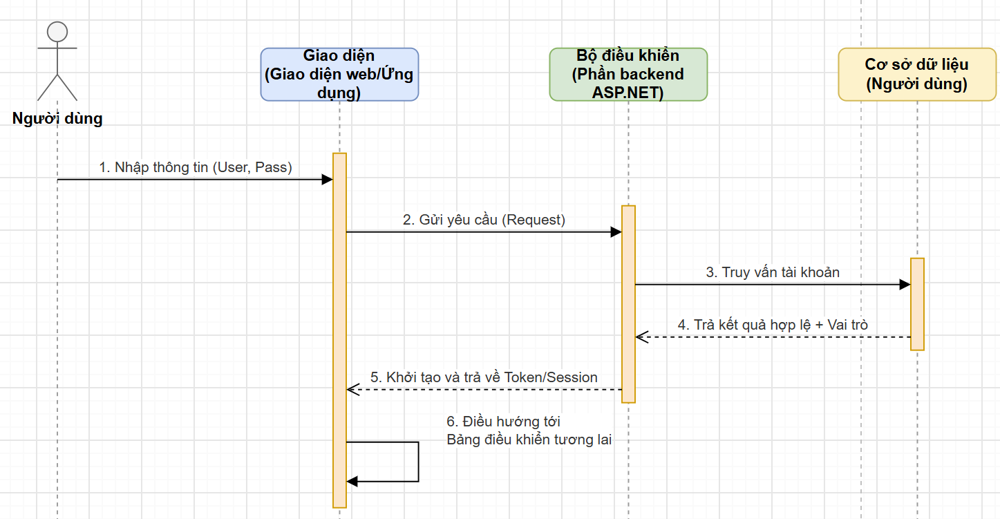 Giao diện
(Giao diện web/Ứng
dụng)
Bộ điều khiển
(Phần backend
ASP.NET)
Cơ sở dữ liệu
(Người dùng)
Người dùng
1. Nhập thông tin (User, Pass)
2. Gửi yêu cầu (Request)
3. Truy vấn tài khoản
4. Trả kết quả hợp lệ + Vai trò
5. Khởi tạo và trả về Token/Session
6. Điều hướng tới
Bảng điều khiển tương lai